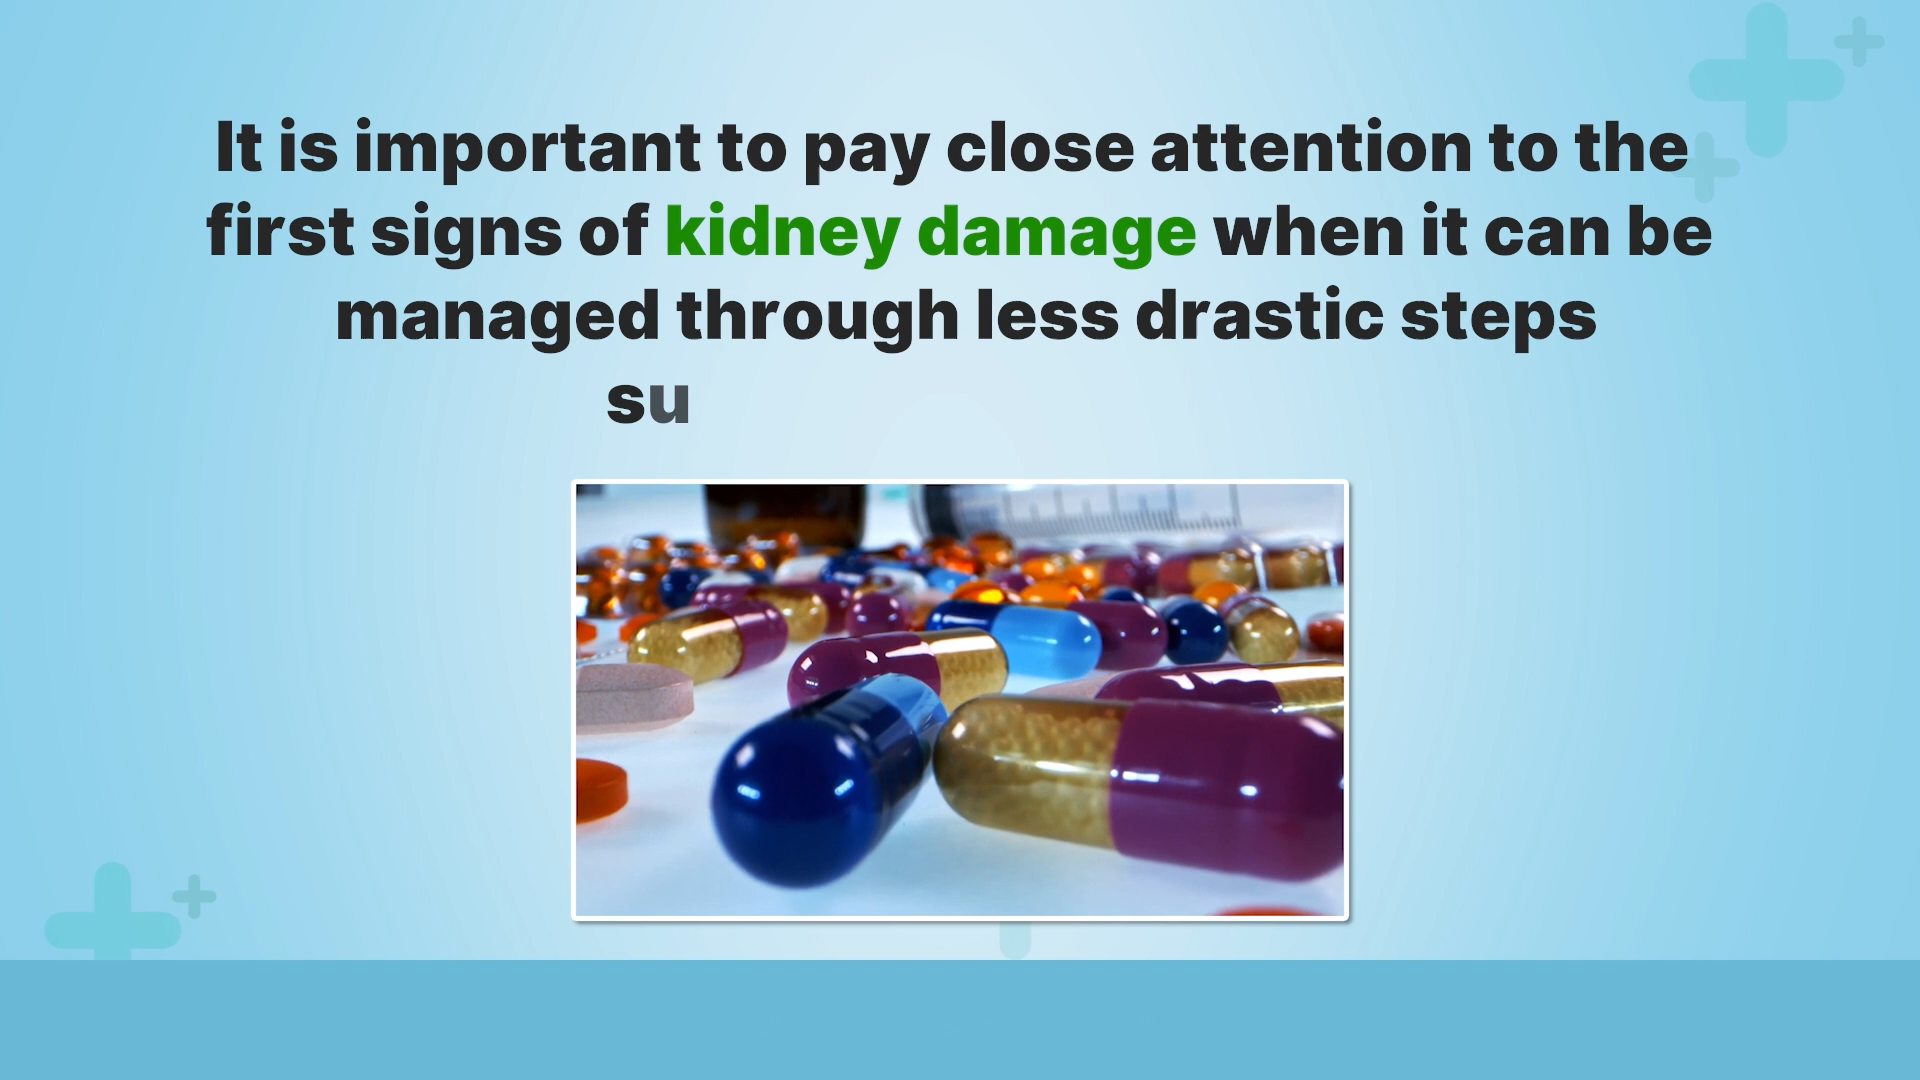 It is important to pay close attention to the
first signs of kidney damage when it can be
managed through less drastic steps
su